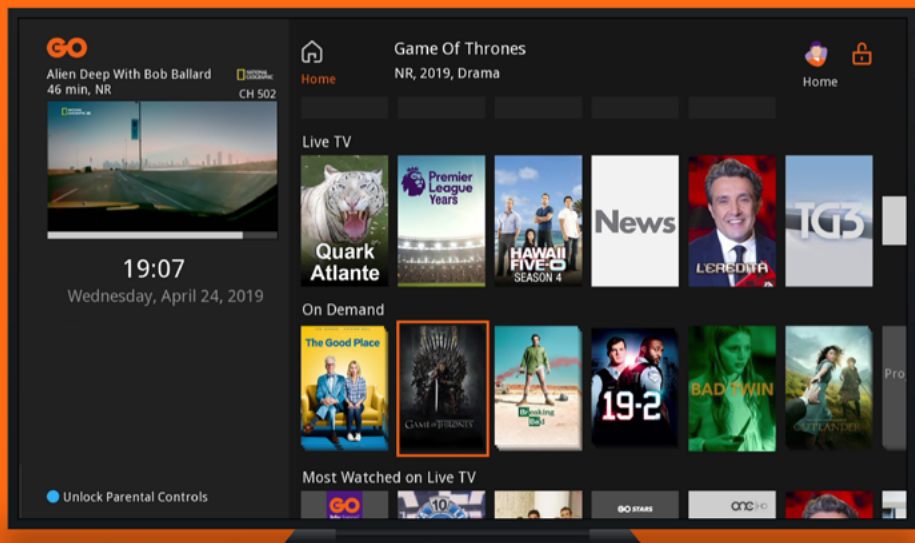 GO
Alien Deep With Bob Ballard
46 min, NR
NATIONAL
GEOGRAPHIC
CH 502
19:07
Wednesday, April 24, 2019
Unlock Parental Controls
Home
Game Of Thrones
NR, 2019, Drama
Home
Live TV
Quark
Atlante
Premier
League
Years
HAWAII
FIVE-O
SEASON 4
News
L'EREDITÀ
TG3
On Demand
The Good Place
GAME OF THRONES
Breaking
Bad
19-2
BAD TWIN
OUTLANDER
Pro
Most Watched on Live TV
GO
10
GO STARS
one HD